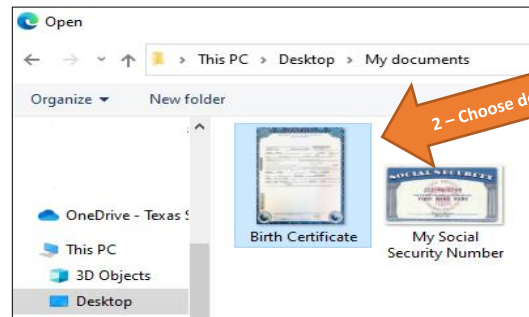 Open
This PC > Desktop > My documents
Organize
New folder
2 – Choose d
OneDrive - Texas
This PC
3D Objects
Desktop
Birth Certificate
SOCIAL SECURITY
My Social
Security Number